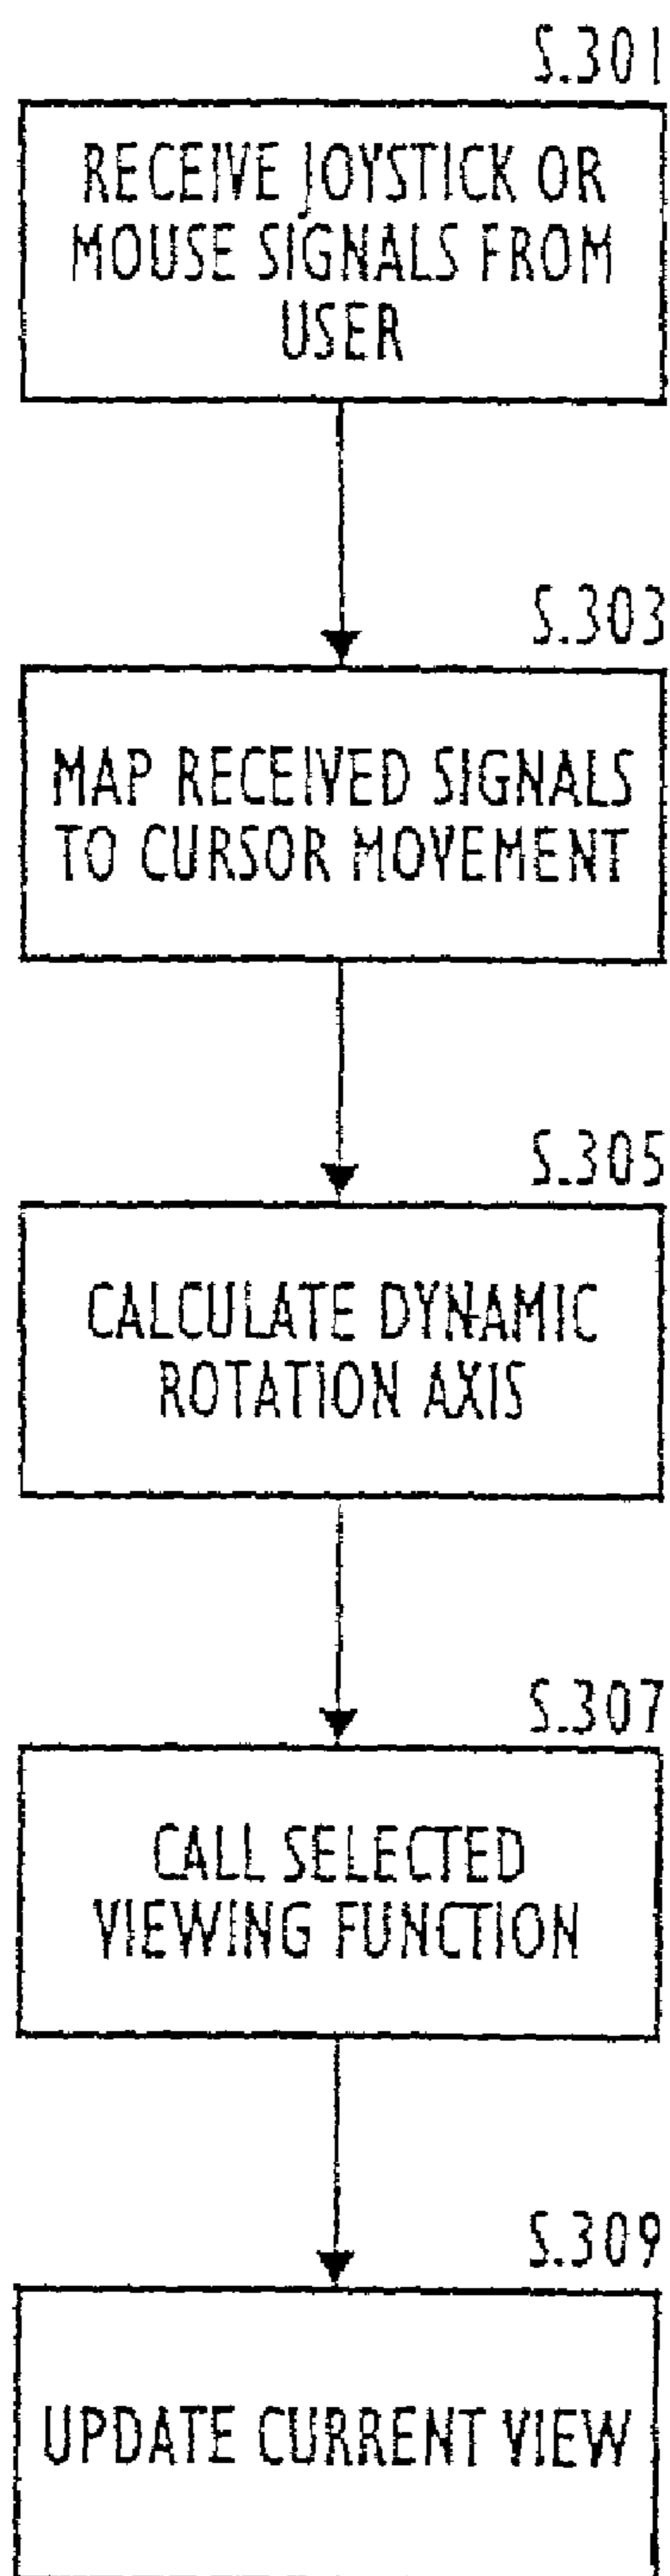 S.301
RECEIVE JOYSTICK OR
MOUSE SIGNALS FROM
USER
S.303
MAP RECEIVED SIGNALS
TO CURSOR MOVEMENT
S.305
CALCULATE DYNAMIC
ROTATION AXIS
S.307
CALL SELECTED
VIEWING FUNCTION
S.309
UPDATE CURRENT VIEW